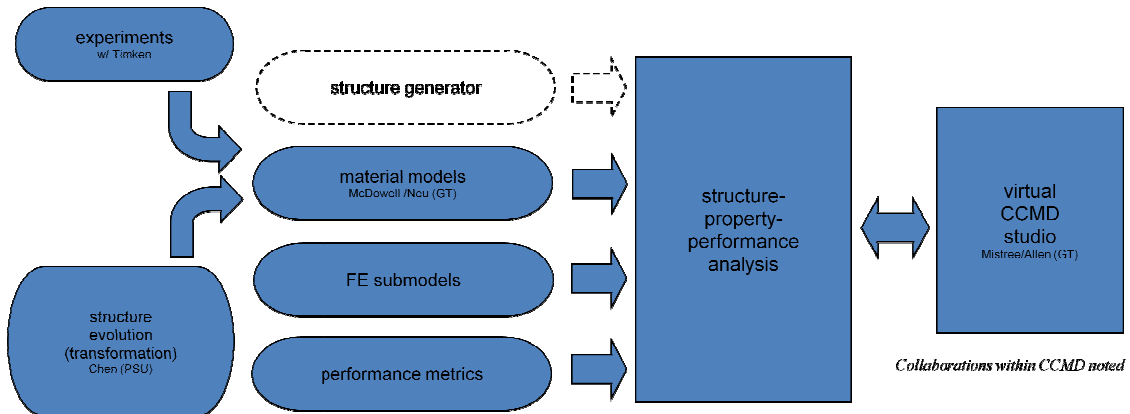 experiments
w/ Timken
structure generator
material models
McDowell /Neu (GT)
FE submodels
performance metrics
structure
evolution
(transformation)
Chen (PSU)
structure-
property-
performance
analysis
virtual
CCMD
studio
Mistree/Allen (GT)
Collaborations within CCMD noted